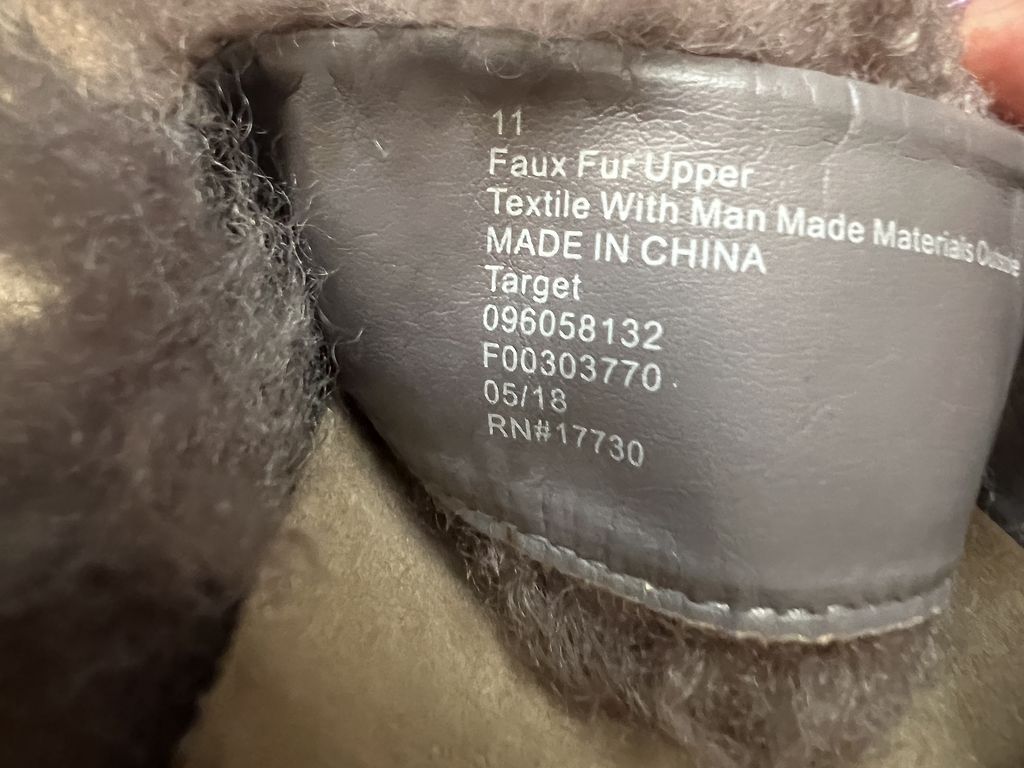 11
Faux Fur Upper
Textile With Man Made Materials Outsole
MADE IN CHINA
Target
096058132
F00303770
05/18
RN#17730